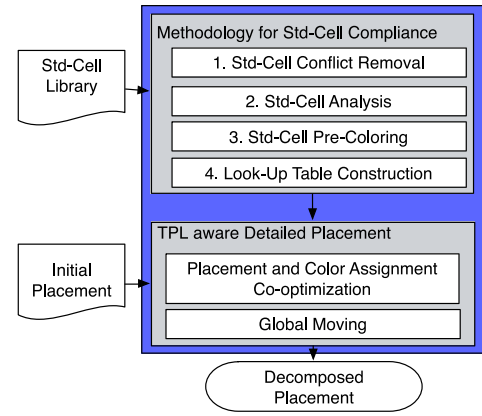 Methodology for Std-Cell Compliance
Std-Cell
Library
1. Std-Cell Conflict Removal
2. Std-Cell Analysis
3. Std-Cell Pre-Coloring
4. Look-Up Table Construction
TPL aware Detailed Placement
Initial
Placement
Placement and Color Assignment
Co-optimization
Global Moving
Decomposed
Placement